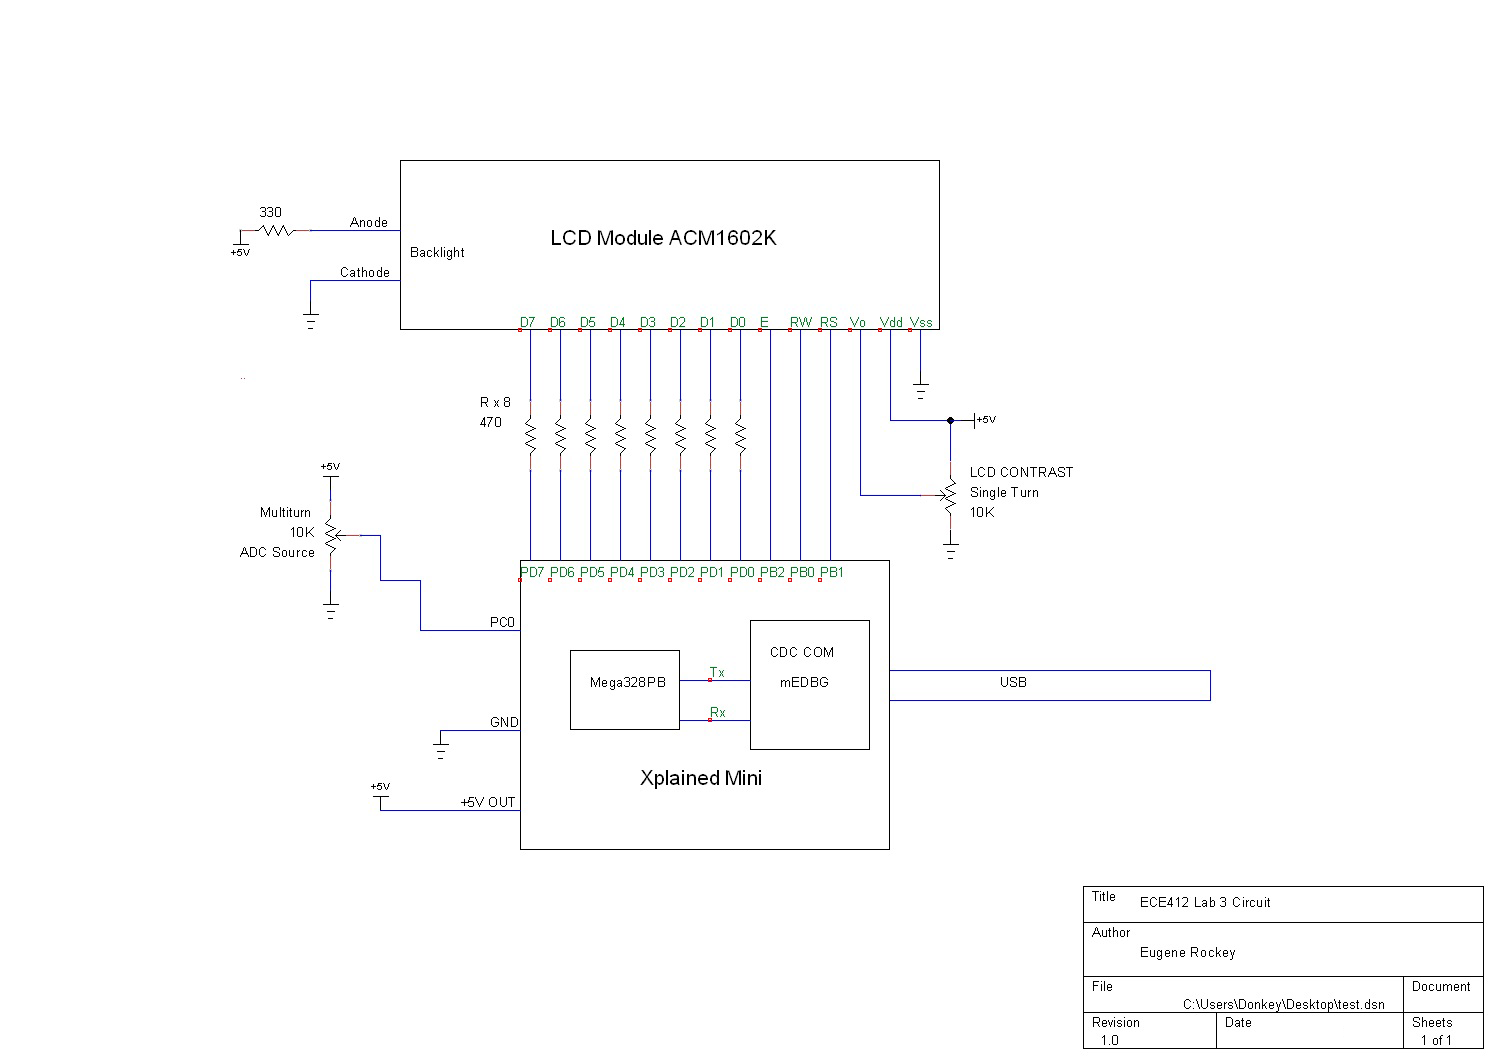 330
Anode
+5V
LCD Module ACM1602K
Backlight
Cathode
D7 D6 D5 D4 D3 D2 D1 D0 E RW RS Vo Vdd Vss
R x 8
470
+5V
+5V
LCD CONTRAST
Single Turn
10K
Multiturn
10K
ADC Source
PD7 PD6 PD5 PD4 PD3 PD2 PD1 PD0 PB2 PB0 PB1
PC0
CDC COM
Tx
Mega328PB
mEDBG
USB
Rx
GND
Xplained Mini
+5V
+5V OUT
Title
ECE412 Lab 3 Circuit
Author
Eugene Rockey
File
Document
C:\Users\Donkey\Desktop\test.dsn
Revision
Date
Sheets
1.0
1 of 1